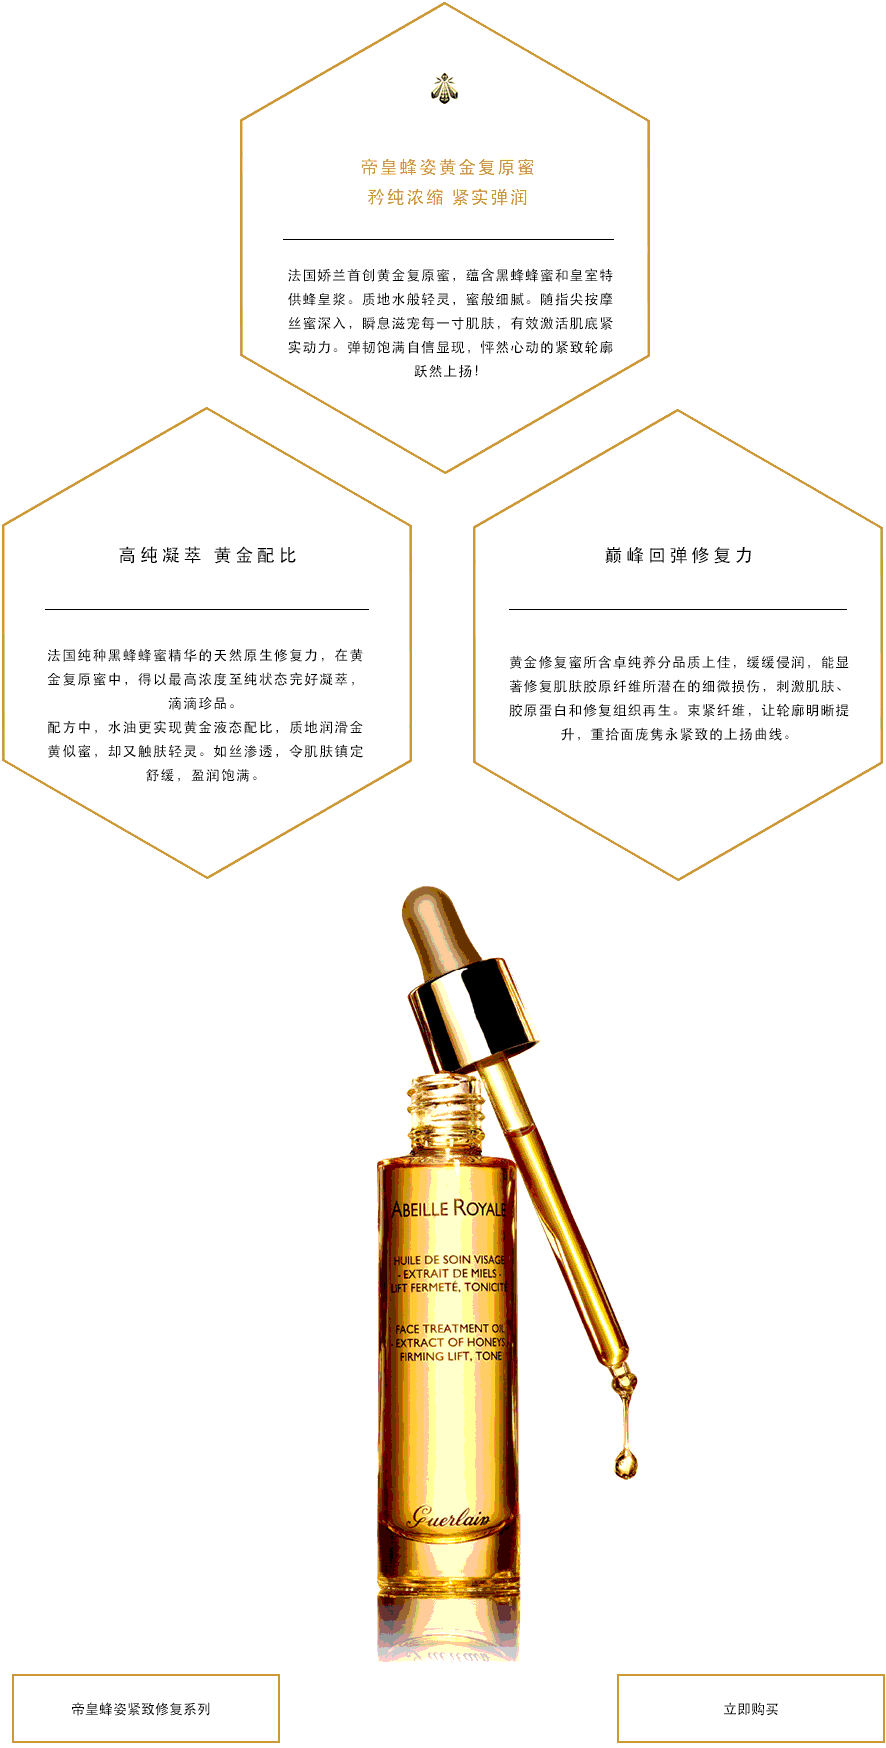 帝皇蜂姿黄金复原蜜
矜纯浓缩 紧实弹润
法国娇兰首创黄金复原蜜，蕴含黑蜂蜂蜜和皇室特
供蜂皇浆。质地水般轻灵，蜜般细腻。随指尖按摩
丝蜜深入，瞬息滋宠每一寸肌肤，有效激活肌底紧
实动力。弹韧饱满自信显现，怦然心动的紧致轮廓
跃然上扬！
高纯凝萃 黄金配比
法国纯种黑蜂蜂蜜精华的天然原生修复力，在黄
金复原蜜中，得以最高浓度至纯状态完好凝萃，
滴滴珍品。
配方中，水油更实现黄金液态配比，质地润滑金
黄似蜜，却又触肤轻灵。如丝渗透，令肌肤镇定
舒缓，盈润饱满。
巅峰回弹修复力
黄金修复蜜所含卓纯养分品质上佳，缓缓侵润，能显
著修复肌肤胶原纤维所潜在的细微损伤，刺激肌肤、
胶原蛋白和修复组织再生。束紧纤维，让轮廓明晰提
升，重拾面庞隽永紧致的上扬曲线。
ABEILLE ROYALE
HUILE DE SOIN VISAGE
- EXTRAIT DE MIELS -
LIFT FERMETÉ, TONICITÉ
FACE TREATMENT OIL
- EXTRACT OF HONEYS
FIRMING LIFT, TONE
Guerlain
帝皇蜂姿紧致修复系列
立即购买